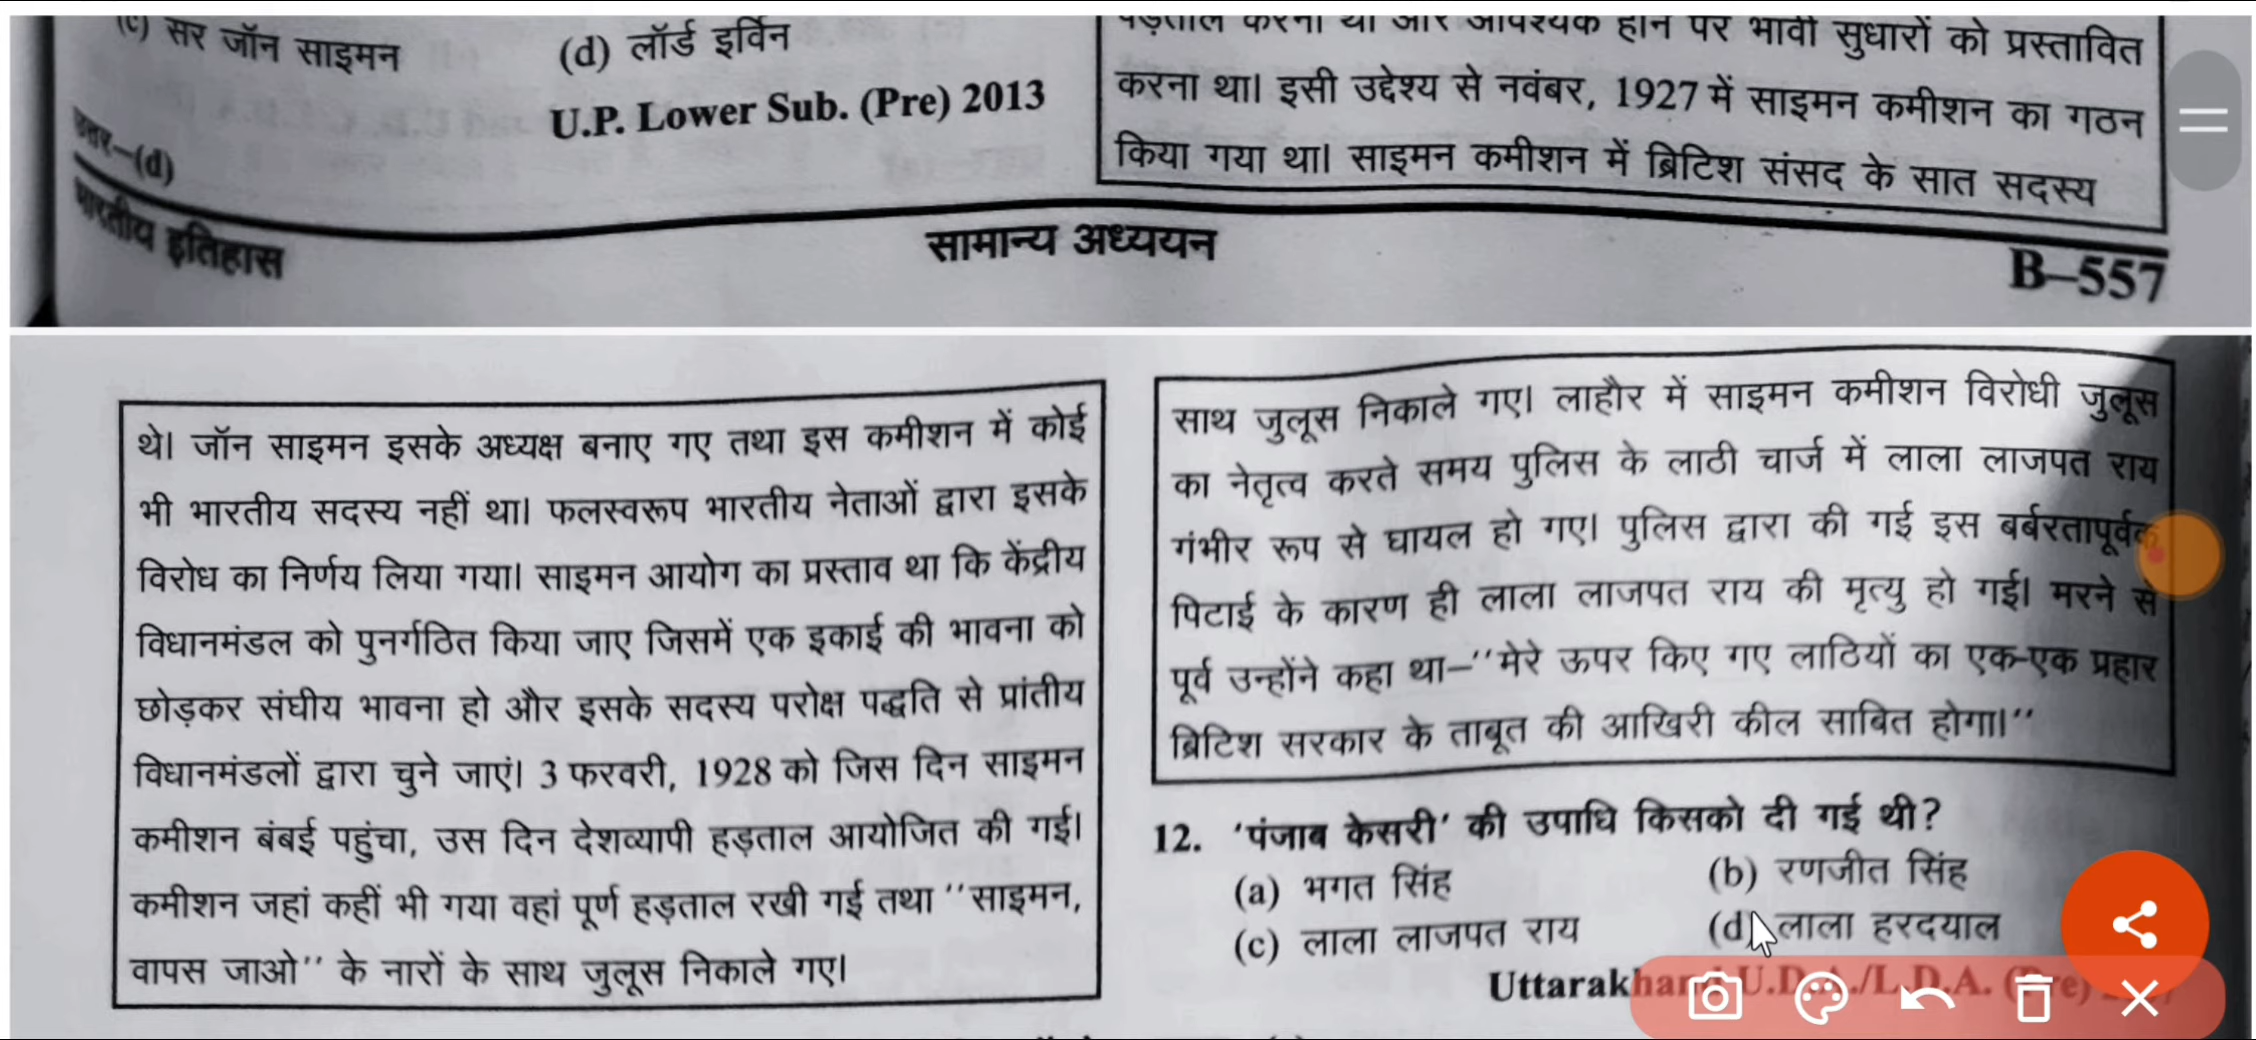 (c) सर जॉन साइमन
(d) लॉर्ड इर्विन
U.P. Lower Sub. (Pre) 2013
उत्तर–(d)
पड़ताल करना था और आवश्यक होने पर भावी सुधारों को प्रस्तावित
करना था। इसी उद्देश्य से नवंबर, 1927 में साइमन कमीशन का गठन
किया गया था। साइमन कमीशन में ब्रिटिश संसद के सात सदस्य
भारतीय इतिहास
सामान्य अध्ययन
B–557
थे। जॉन साइमन इसके अध्यक्ष बनाए गए तथा इस कमीशन में कोई
भी भारतीय सदस्य नहीं था। फलस्वरूप भारतीय नेताओं द्वारा इसके
विरोध का निर्णय लिया गया। साइमन आयोग का प्रस्ताव था कि केंद्रीय
विधानमंडल को पुनर्गठित किया जाए जिसमें एक इकाई की भावना को
छोड़कर संघीय भावना हो और इसके सदस्य परोक्ष पद्धति से प्रांतीय
विधानमंडलों द्वारा चुने जाएं। 3 फरवरी, 1928 को जिस दिन साइमन
कमीशन बंबई पहुंचा, उस दिन देशव्यापी हड़ताल आयोजित की गई।
कमीशन जहां कहीं भी गया वहां पूर्ण हड़ताल रखी गई तथा ''साइमन,
वापस जाओ'' के नारों के साथ जुलूस निकाले गए।
साथ जुलूस निकाले गए। लाहौर में साइमन कमीशन विरोधी जुलूस
का नेतृत्व करते समय पुलिस के लाठी चार्ज में लाला लाजपत राय
गंभीर रूप से घायल हो गए। पुलिस द्वारा की गई इस बर्बरतापूर्वक
पिटाई के कारण ही लाला लाजपत राय की मृत्यु हो गई। मरने से
पूर्व उन्होंने कहा था–''मेरे ऊपर किए गए लाठियों का एक-एक प्रहार
ब्रिटिश सरकार के ताबूत की आखिरी कील साबित होगा।''
12. 'पंजाब केसरी' की उपाधि किसको दी गई थी?
(a) भगत सिंह
(b) रणजीत सिंह
(c) लाला लाजपत राय
(d) लाला हरदयाल
Uttarakhand U.D.A./L.D.A. (Pre)